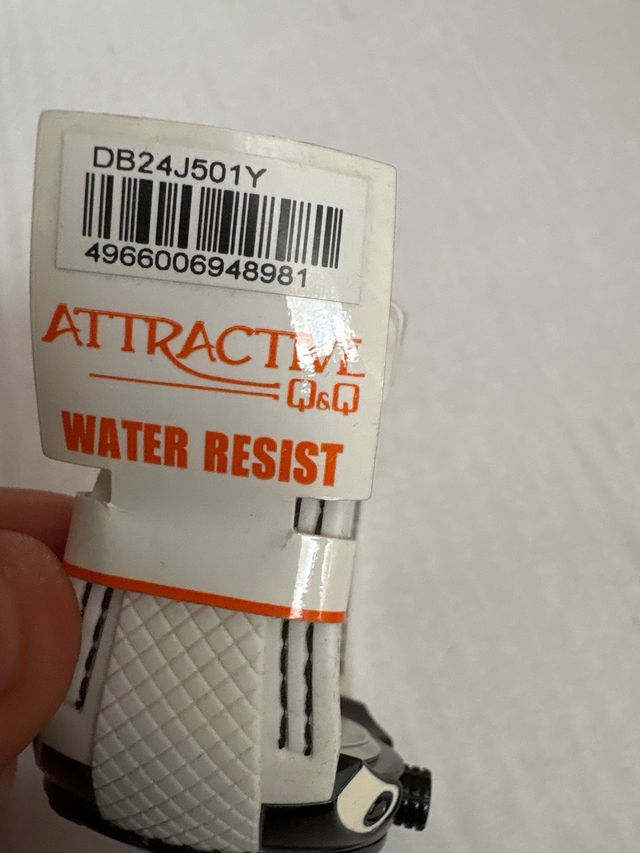 DB24J501Y
4966006948981
ATTRACTIVE
Q&Q
WATER RESIST